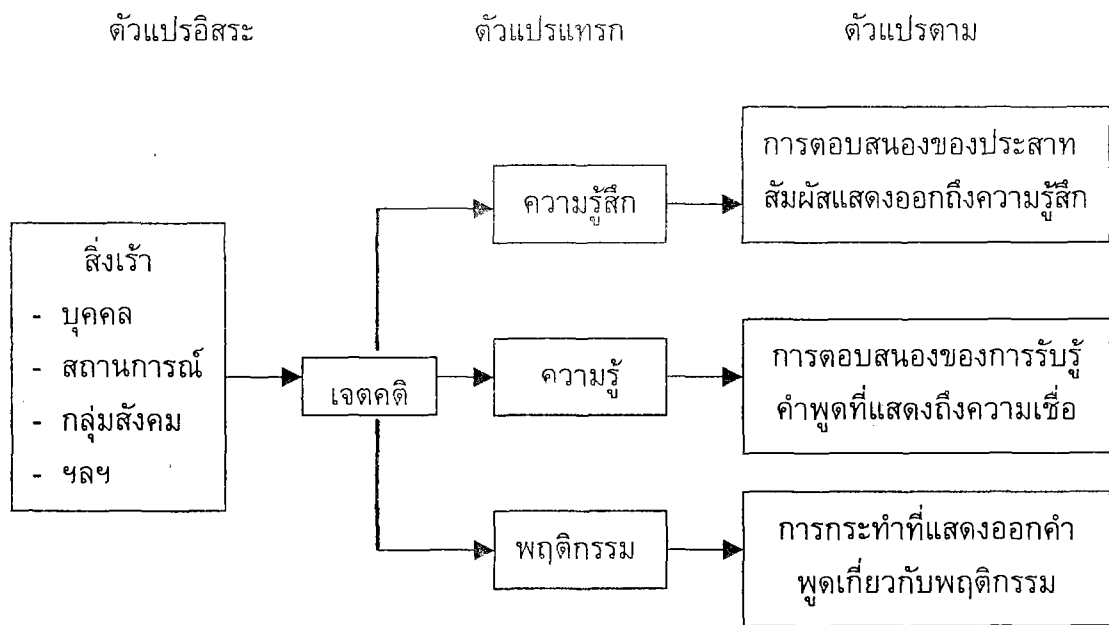 ตัวแปรอิสระ ตัวแปรแทรก ตัวแปรตาม
การตอบสนองของประสาท
สัมผัสแสดงออกถึงความรู้สึก
ความรู้สึก
สิ่งเร้า
- บุคคล
- สถานการณ์
- กลุ่มสังคม
- ฯลฯ
เจตคติ
ความรู้
การตอบสนองของการรับรู้
คำพูดที่แสดงถึงความเชื่อ
พฤติกรรม
การกระทำที่แสดงออกคำ
พูดเกี่ยวกับพฤติกรรม